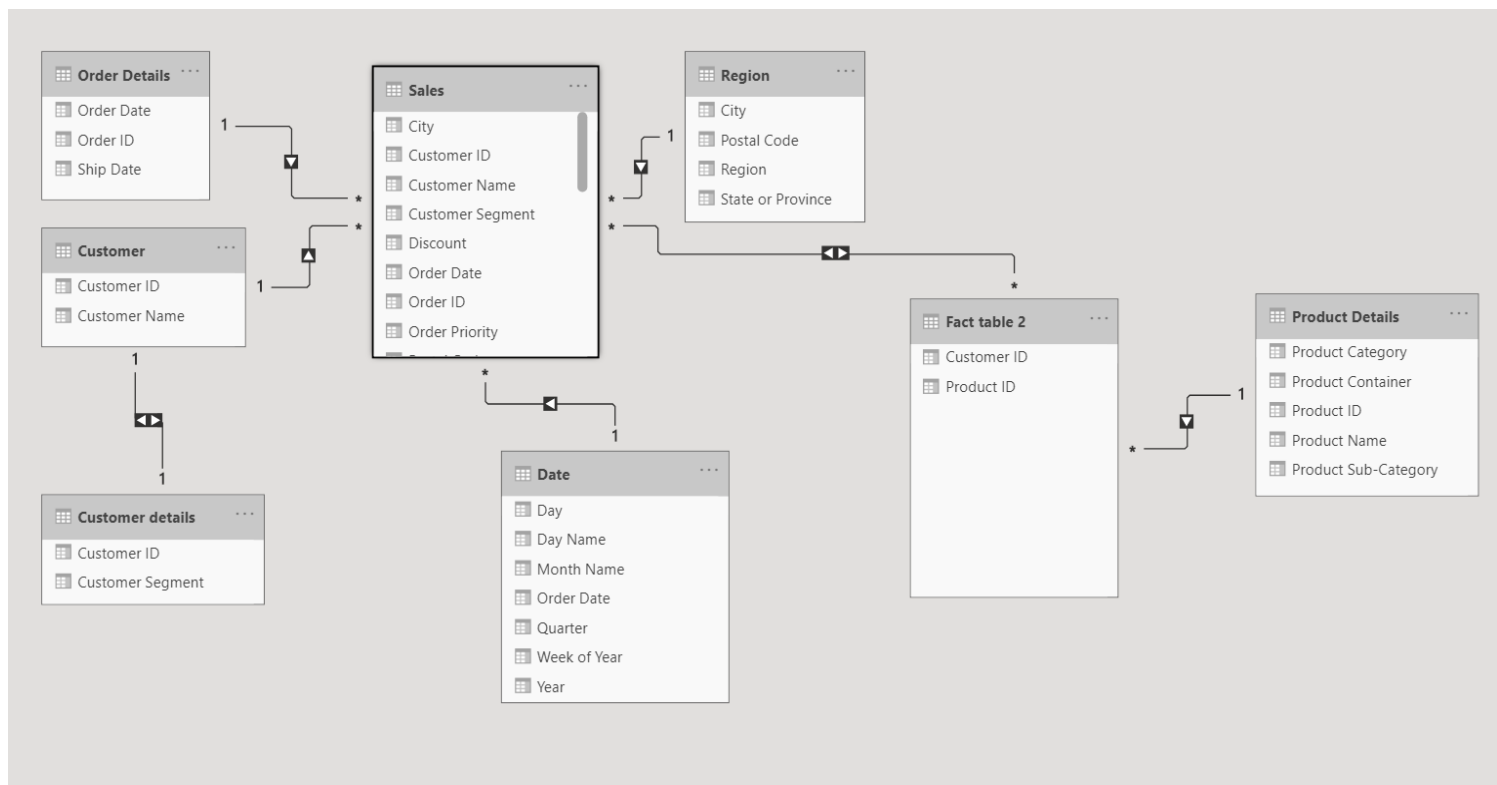 Order Details ...
Order Date
Order ID
Ship Date
1
*
Customer ...
Customer ID
Customer Name
1
*
1
1
Customer details ...
Customer ID
Customer Segment
Sales ...
City
Customer ID
Customer Name
Customer Segment
Discount
Order Date
Order ID
Order Priority
*
1
Date ...
Day
Day Name
Month Name
Order Date
Quarter
Week of Year
Year
Region ...
City
Postal Code
Region
State or Province
1
*
*
*
Fact table 2 ...
Customer ID
Product ID
*
1
Product Details ...
Product Category
Product Container
Product ID
Product Name
Product Sub-Category